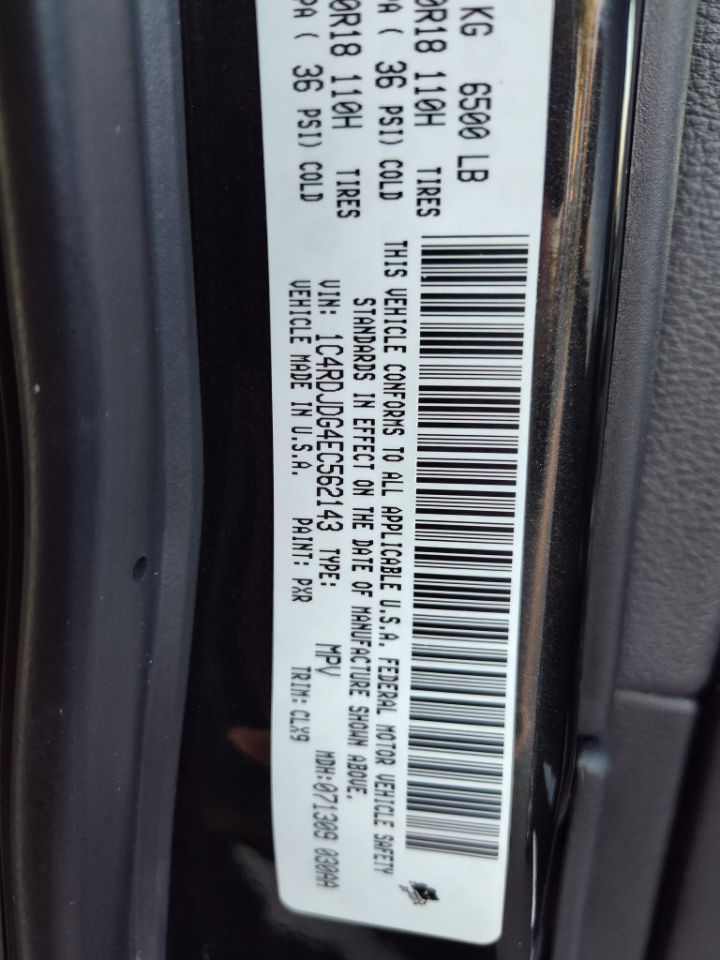 KG 6500 LB
0R18 110H TIRES
PA ( 36 PSI) COLD
0R18 110H TIRES
PA ( 36 PSI) COLD
THIS VEHICLE CONFORMS TO ALL APPLICABLE U.S.A. FEDERAL MOTOR VEHICLE SAFETY
STANDARDS IN EFFECT ON THE DATE OF MANUFACTURE SHOWN ABOVE.
VIN: 1C4RDJDG4EC562143 TYPE: MPV MDH:071309 030AA
VEHICLE MADE IN U.S.A. PAINT: PXR TRIM: CLX9